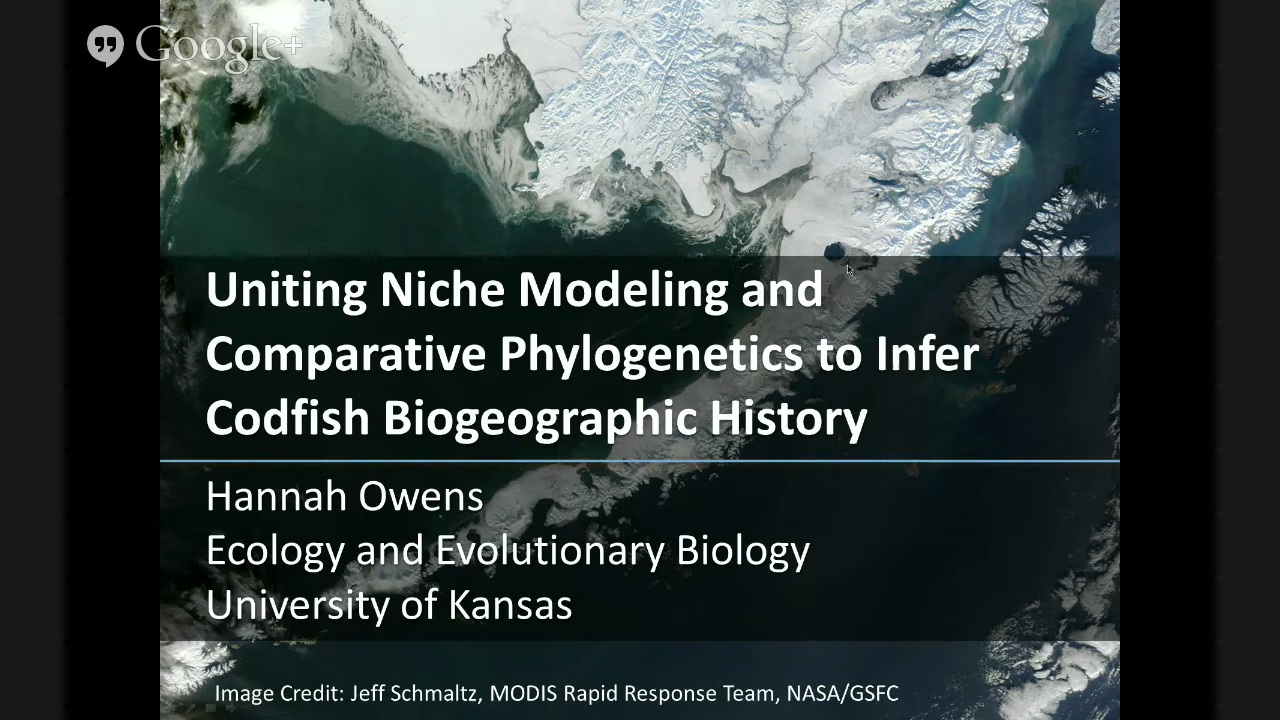 Google+
Uniting Niche Modeling and
Comparative Phylogenetics to Infer
Codfish Biogeographic History
Hannah Owens
Ecology and Evolutionary Biology
University of Kansas
Image Credit: Jeff Schmaltz, MODIS Rapid Response Team, NASA/GSFC